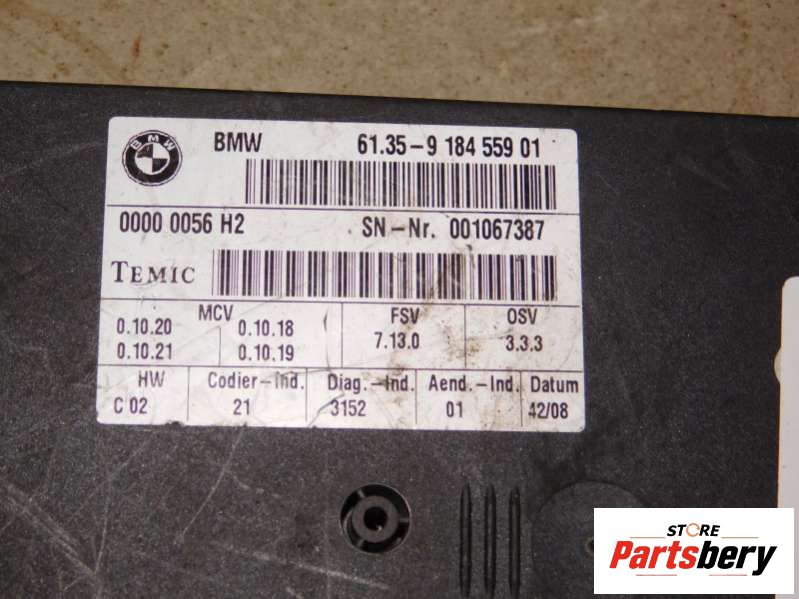 BMW
BMW 61.35-9 184 559 01
0000 0056 H2 SN-Nr. 001067387
TEMIC
MCV FSV OSV
0.10.20 0.10.18 7.13.0 3.3.3
0.10.21 0.10.19
HW Codier-Ind. Diag.-Ind. Aend.-Ind. Datum
C 02 21 3152 01 42/08
STORE
Partsbery